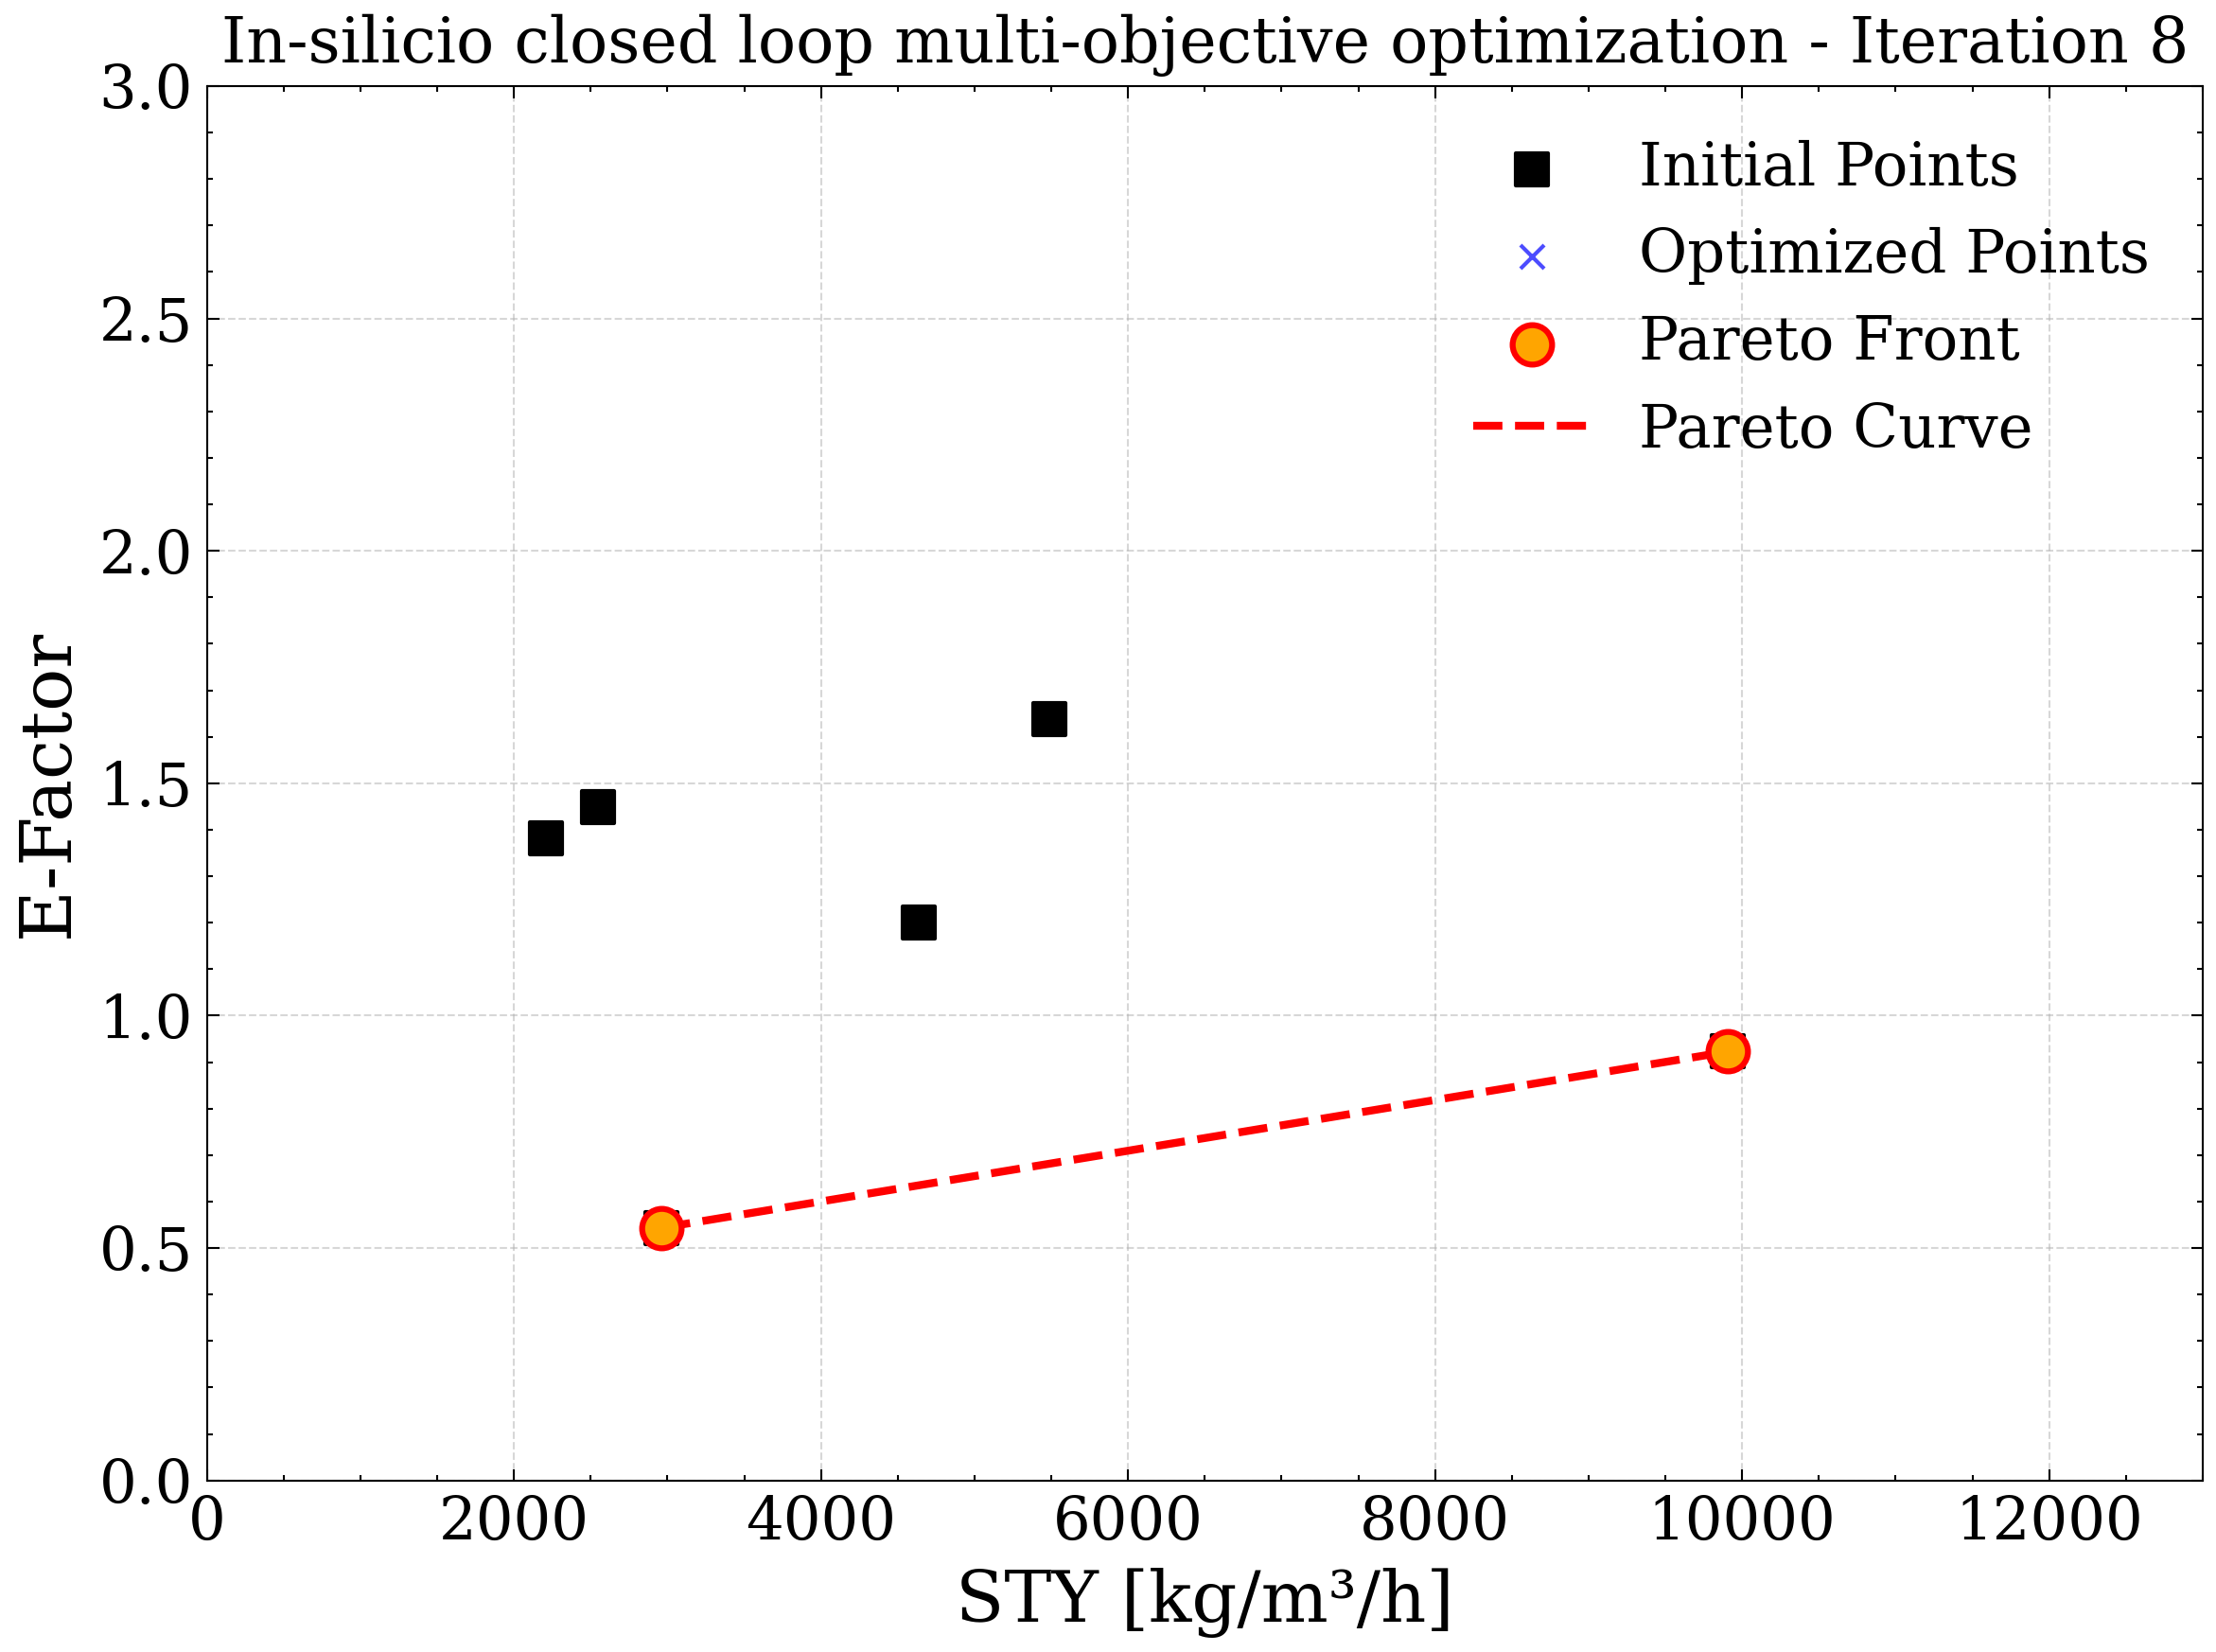 In-silicio closed loop multi-objective optimization - Iteration 8
3.0
2.5
2.0
1.5
1.0
0.5
0.0
E-Factor
Initial Points
Optimized Points
Pareto Front
Pareto Curve
0 2000 4000 6000 8000 10000 12000
STY [kg/m³/h]